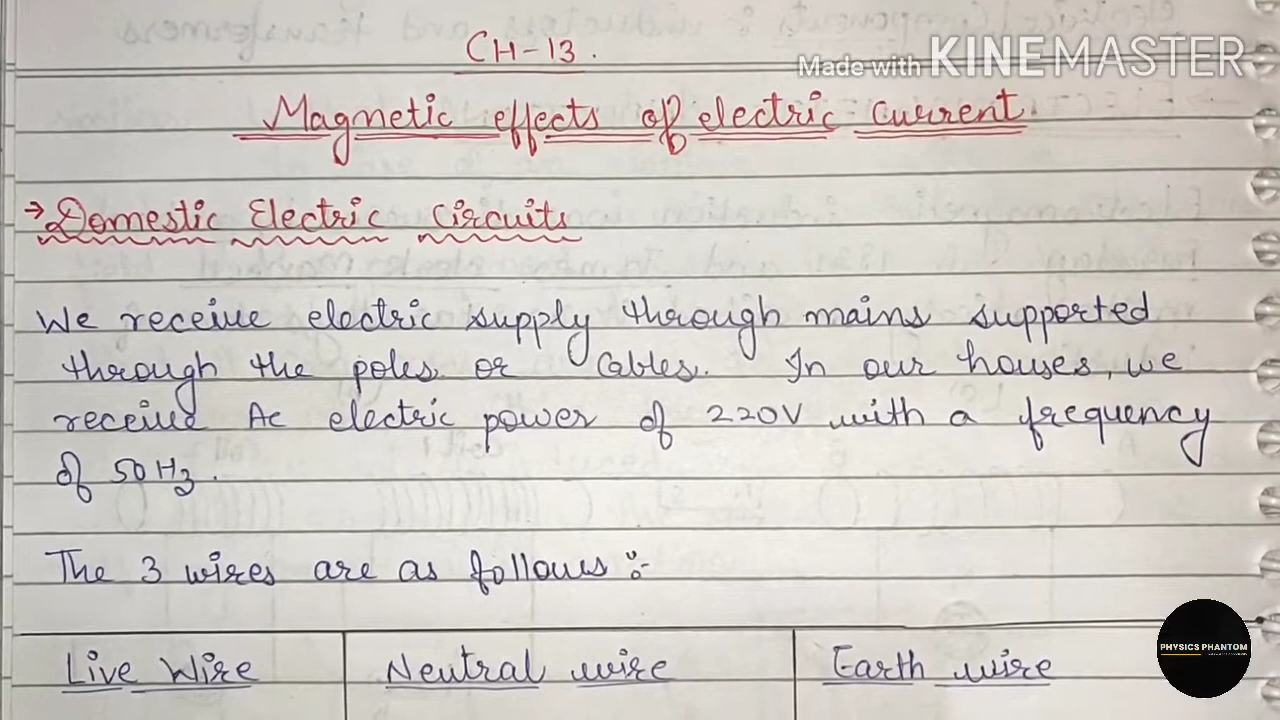 CH-13.
Made with KINEMASTER
Magnetic effects of electric current.
→ Domestic Electric Circuits
We receive electric supply through mains supported
through the poles or Cables. In our houses, we
receive Ac electric power of 220V with a frequency
of 50Hz.
The 3 wires are as follows :-
Live Wire
Neutral wire
Earth wire
PHYSICS PHANTOM